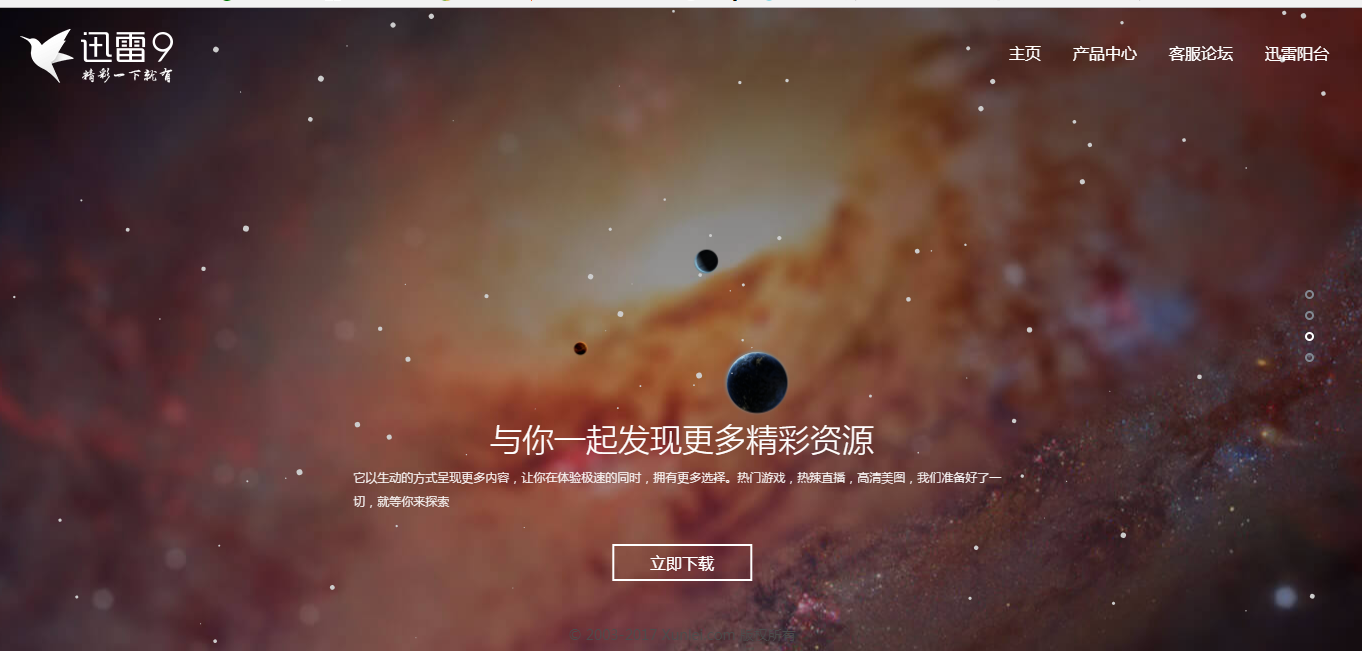 迅雷9
精彩一下就有
主页 产品中心 客服论坛 迅雷阳台
与你一起发现更多精彩资源
它以生动的方式呈现更多内容，让你在体验极速的同时，拥有更多选择。热门游戏，热辣直播，高清美图，我们准备好了一
切，就等你来探索
立即下载